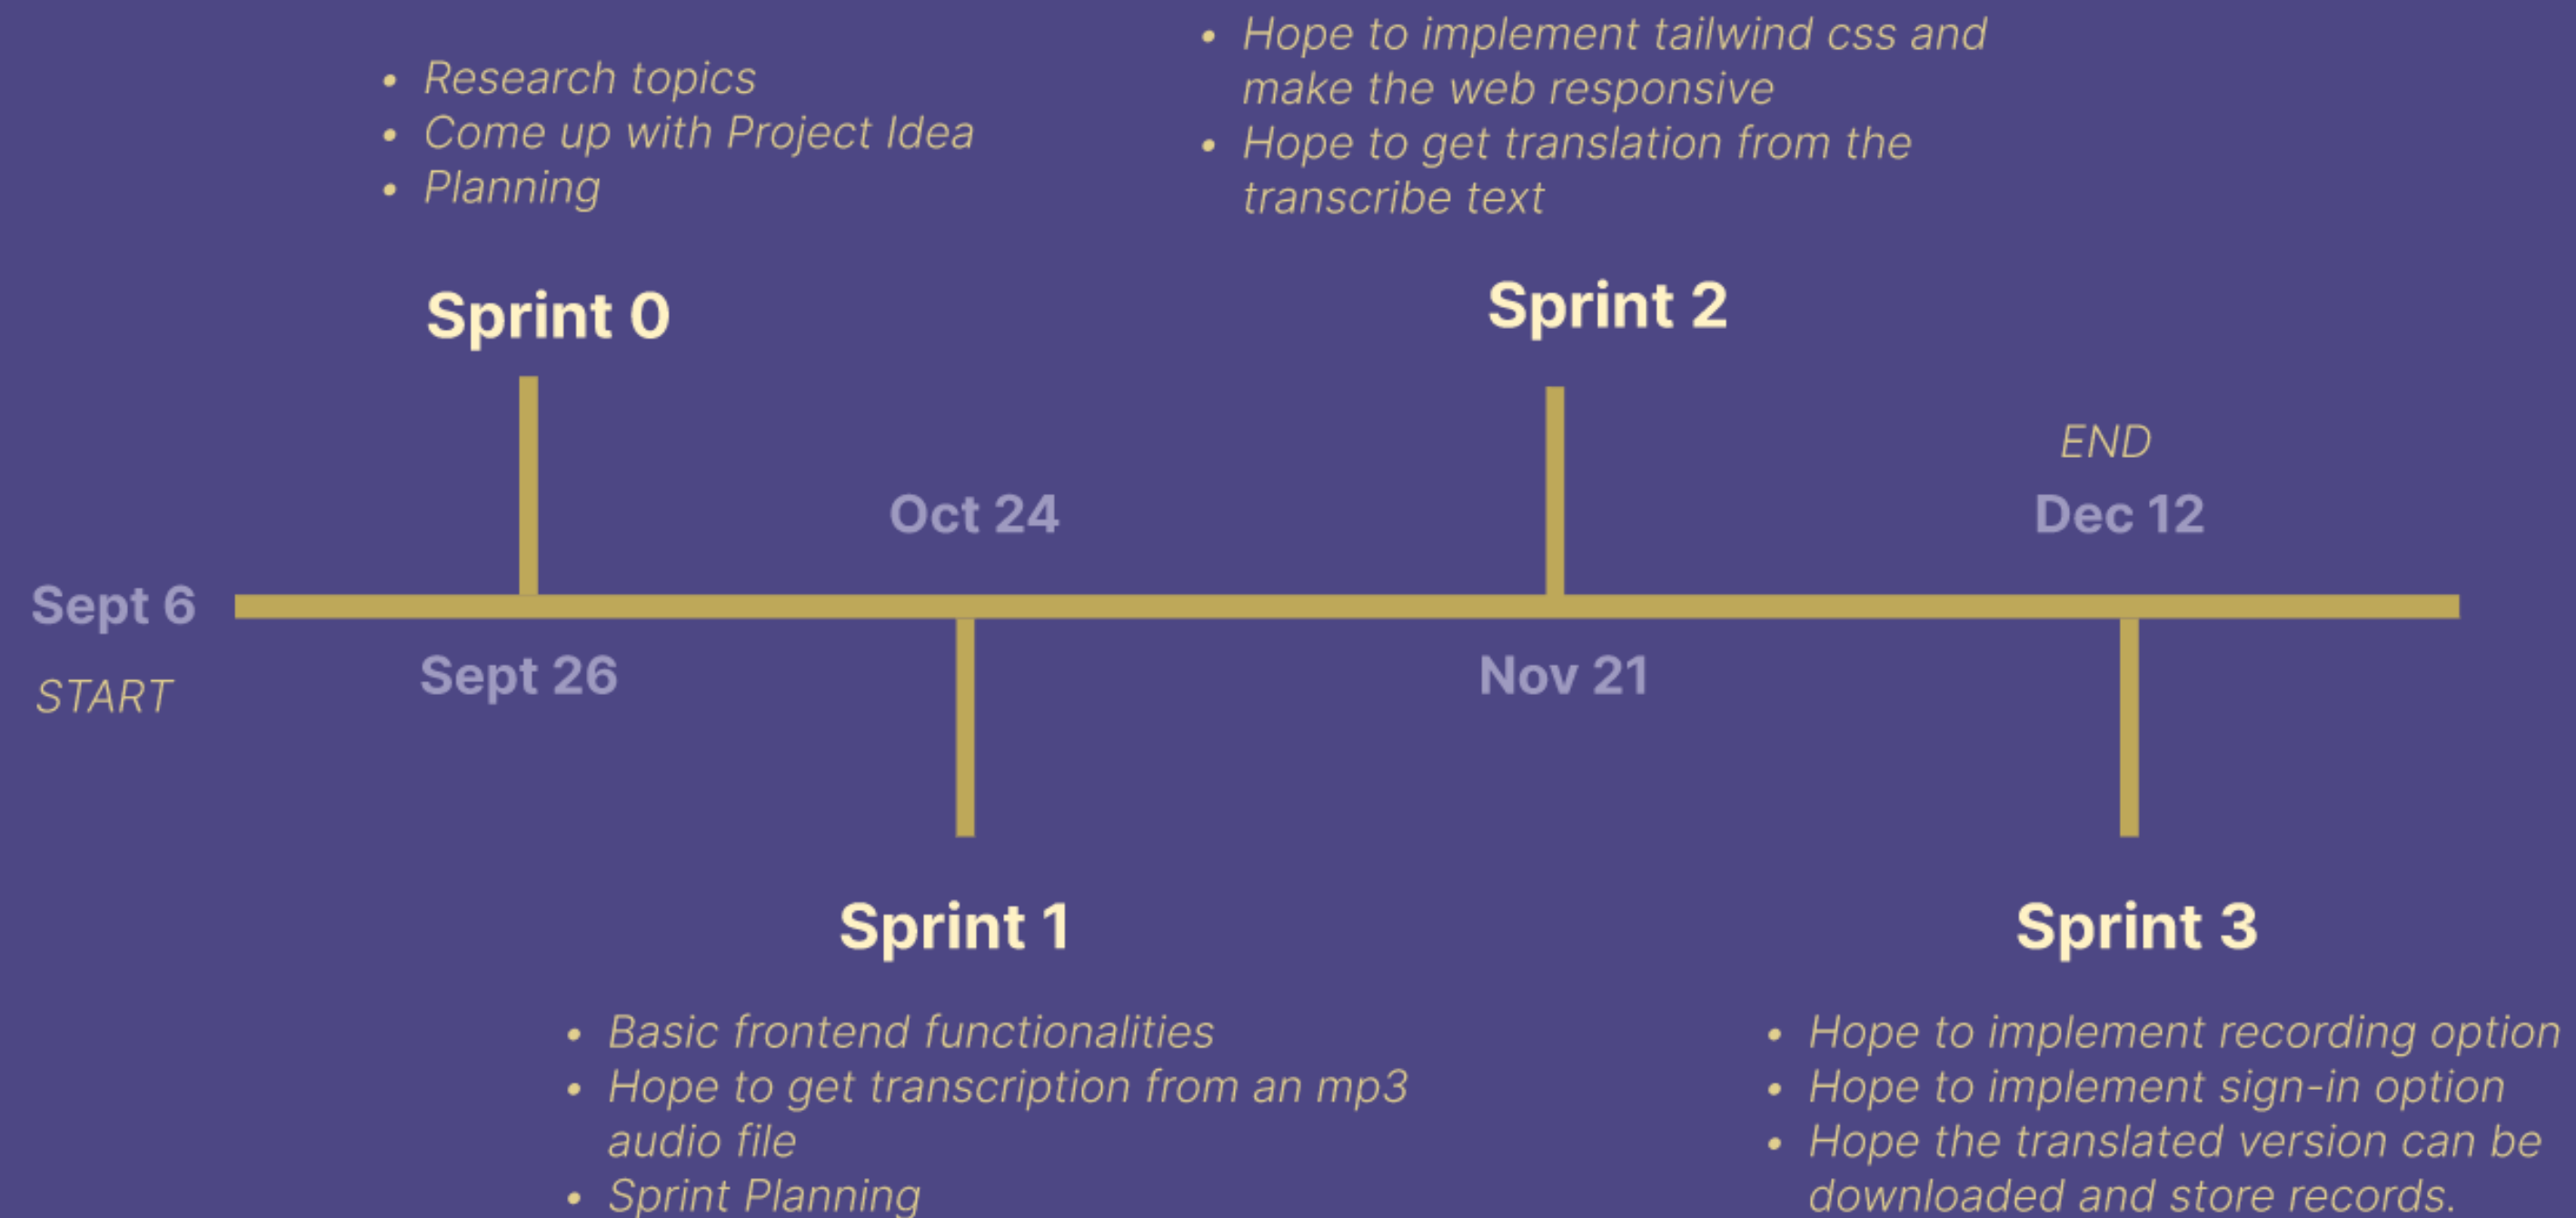 • Research topics
• Come up with Project Idea
• Planning
• Hope to implement tailwind css and
make the web responsive
• Hope to get translation from the
transcribe text
Sprint 0
Sprint 2
END
Oct 24
Dec 12
Sept 6
START
Sept 26
Nov 21
Sprint 1
Sprint 3
• Basic frontend functionalities
• Hope to get transcription from an mp3
audio file
• Sprint Planning
• Hope to implement recording option
• Hope to implement sign-in option
• Hope the translated version can be
downloaded and store records.